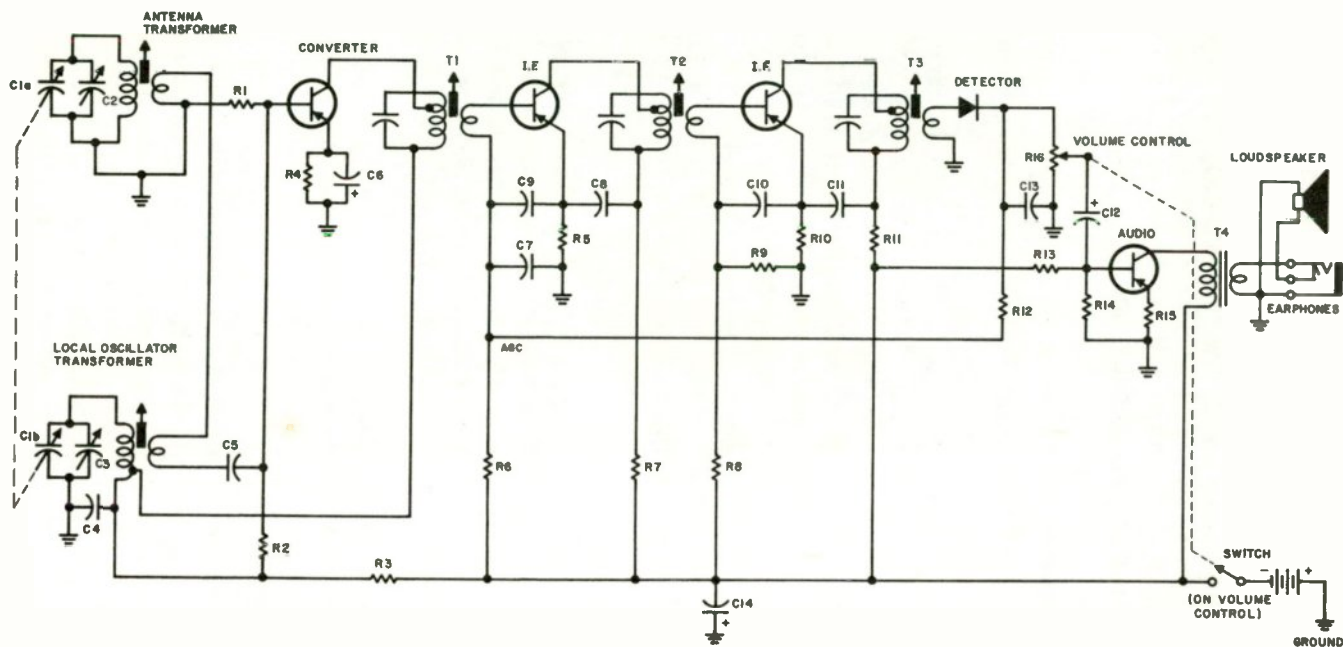 ANTENNA
TRANSFORMER
CONVERTER
T1
I.F
T2
I.F.
T3
DETECTOR
C1a
C2
R1
VOLUME CONTROL
LOUDSPEAKER
R16
R4
C6
C9
C8
C10
C11
C13
C12
AUDIO
T4
R5
C7
R10
R11
R9
R13
R12
R14
R15
EARPHONES
AGC
LOCAL OSCILLATOR
TRANSFORMER
C1b
C3
C5
R6
R7
R8
C4
R2
R3
SWITCH
- +
(ON VOLUME
CONTROL)
C14
+
GROUND